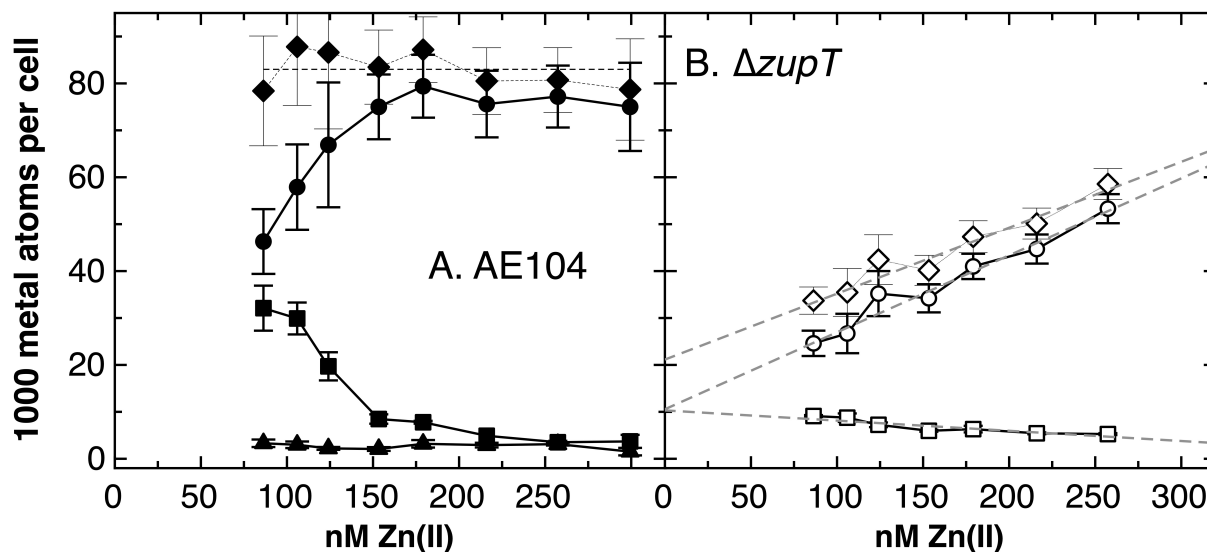 1000 metal atoms per cell
80
60
40
20
0
A. AE104
B. ΔzupT
0 50 100 150 200 250
0 50 100 150 200 250 300
nM Zn(II)
nM Zn(II)